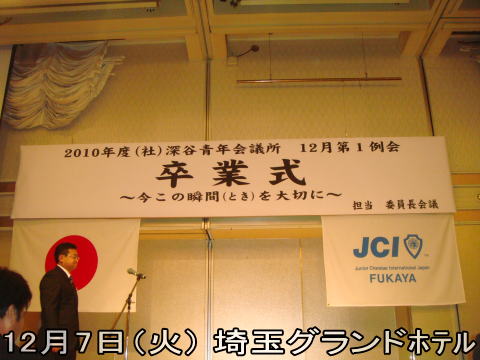 2010年度(社)深谷青年会議所　12月第1例会
卒業式
～今この瞬間(とき)を大切に～
担当　委員長会議
JCI
Junior Chamber International Japan
FUKAYA
12月7日(火) 埼玉グランドホテル